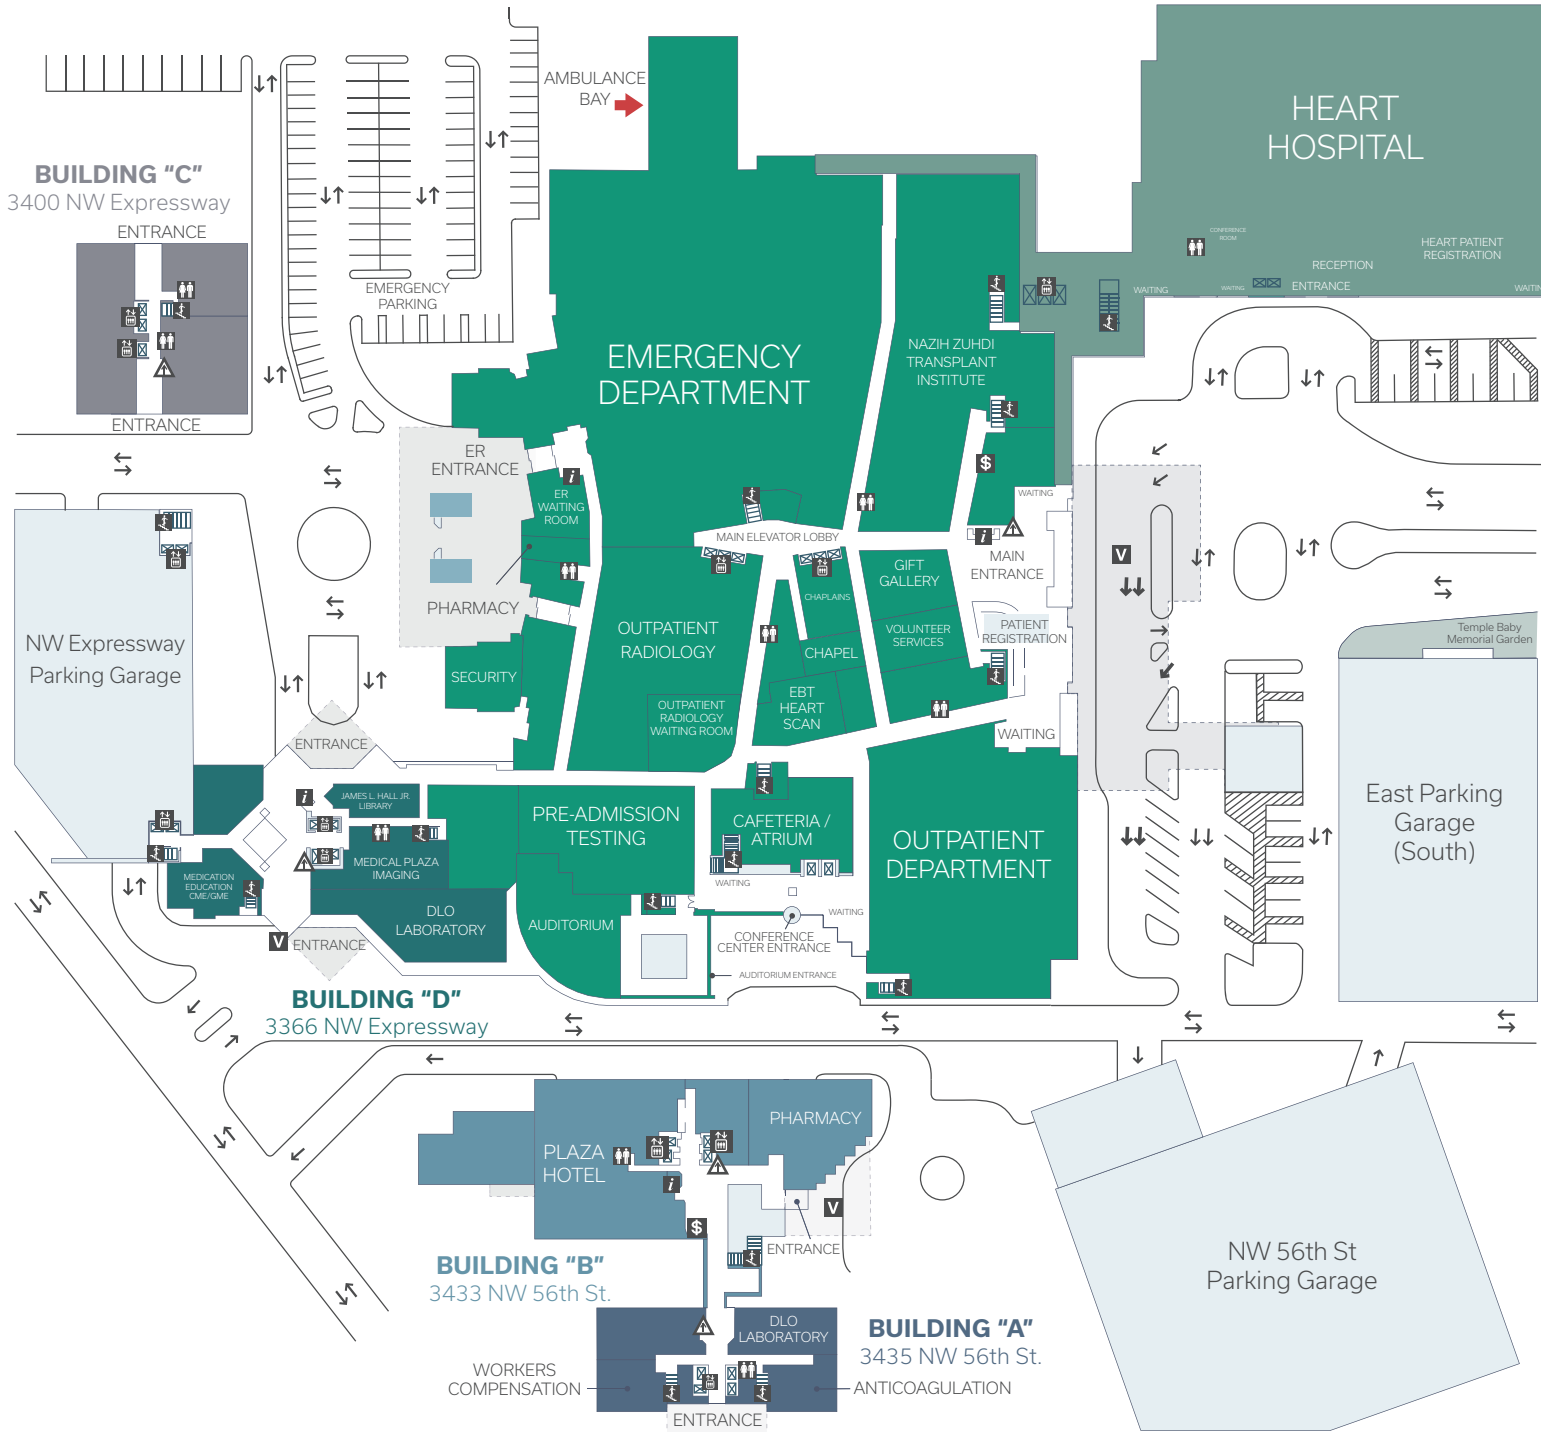 AMBULANCE
BAY
HEART
HOSPITAL
BUILDING "C"
3400 NW Expressway
ENTRANCE
ENTRANCE
EMERGENCY
PARKING
CONFERENCE
ROOM
HEART PATIENT
REGISTRATION
RECEPTION
ENTRANCE
WAITING
WAITING
WAITIN
EMERGENCY
DEPARTMENT
NAZIH ZUHDI
TRANSPLANT
INSTITUTE
ER
ENTRANCE
i
ER
WAITING
ROOM
$
WAITING
MAIN ELEVATOR LOBBY
i
MAIN
ENTRANCE
V
GIFT
GALLERY
CHAPLAINS
PHARMACY
OUTPATIENT
RADIOLOGY
VOLUNTEER
SERVICES
PATIENT
REGISTRATION
CHAPEL
Temple Baby
Memorial Garden
NW Expressway
Parking Garage
SECURITY
EBT
HEART
SCAN
OUTPATIENT
RADIOLOGY
WAITING ROOM
WAITING
ENTRANCE
i
JAMES L. HALL JR.
LIBRARY
PRE-ADMISSION
TESTING
CAFETERIA /
ATRIUM
OUTPATIENT
DEPARTMENT
East Parking
Garage
(South)
MEDICAL PLAZA
IMAGING
MEDICATION
EDUCATION
CME/GME
WAITING
DLO
LABORATORY
AUDITORIUM
WAITING
CONFERENCE
CENTER ENTRANCE
V
ENTRANCE
AUDITORIUM ENTRANCE
BUILDING "D"
3366 NW Expressway
PHARMACY
PLAZA
HOTEL
i
V
$
ENTRANCE
BUILDING "B"
3433 NW 56th St.
NW 56th St
Parking Garage
DLO
LABORATORY
BUILDING "A"
3435 NW 56th St.
WORKERS
COMPENSATION
ANTICOAGULATION
ENTRANCE